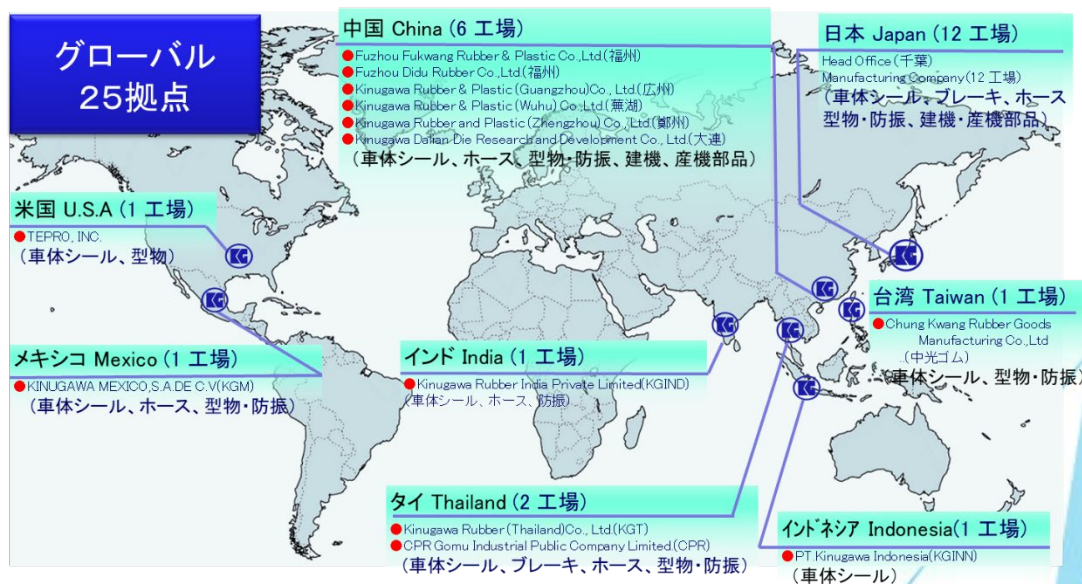 グローバル
25拠点
中国 China (6 工場)
●Fuzhou Fukwang Rubber & Plastic Co.,Ltd.(福州)
●Fuzhou Didu Rubber Co.,Ltd.(福州)
●Kinugawa Rubber & Plastic (Guangzhou)Co., Ltd.(広州)
●Kinugawa Rubber & Plastic (Wuhu) Co.,Ltd.(蕪湖)
●Kinugawa Rubber and Plastic (Zhengzhou) Co., Ltd.(鄭州)
●Kinugawa Dalian Die Research and Development Co., Ltd.(大連)
(車体シール、ホース、型物・防振、建機、産機部品)
日本 Japan (12 工場)
Head Office (千葉)
Manufacturing Company(12 工場)
(車体シール、ブレーキ、ホース
型物・防振、建機・産機部品)
米国 U.S.A (1 工場)
●TEPRO, INC.
(車体シール、型物)
メキシコ Mexico (1 工場)
●KINUGAWA MEXICO,S.A.DE C.V(KGM)
(車体シール、ホース、型物・防振)
インド India (1 工場)
●Kinugawa Rubber India Private Limited(KGIND)
(車体シール、ホース、防振)
台湾 Taiwan (1 工場)
●Chung Kwang Rubber Goods
Manufacturing Co.,Ltd
(中光ゴム)
(車体シール、型物・防振)
タイ Thailand (2 工場)
●Kinugawa Rubber (Thailand)Co., Ltd.(KGT)
●CPR Gomu Industrial Public Company Limited.(CPR)
(車体シール、ブレーキ、ホース、型物・防振)
インドネシア Indonesia(1 工場)
●PT.Kinugawa Indonesia(KGINN)
(車体シール)
KG
KG
KG
KG
KG
KG
KG
KG